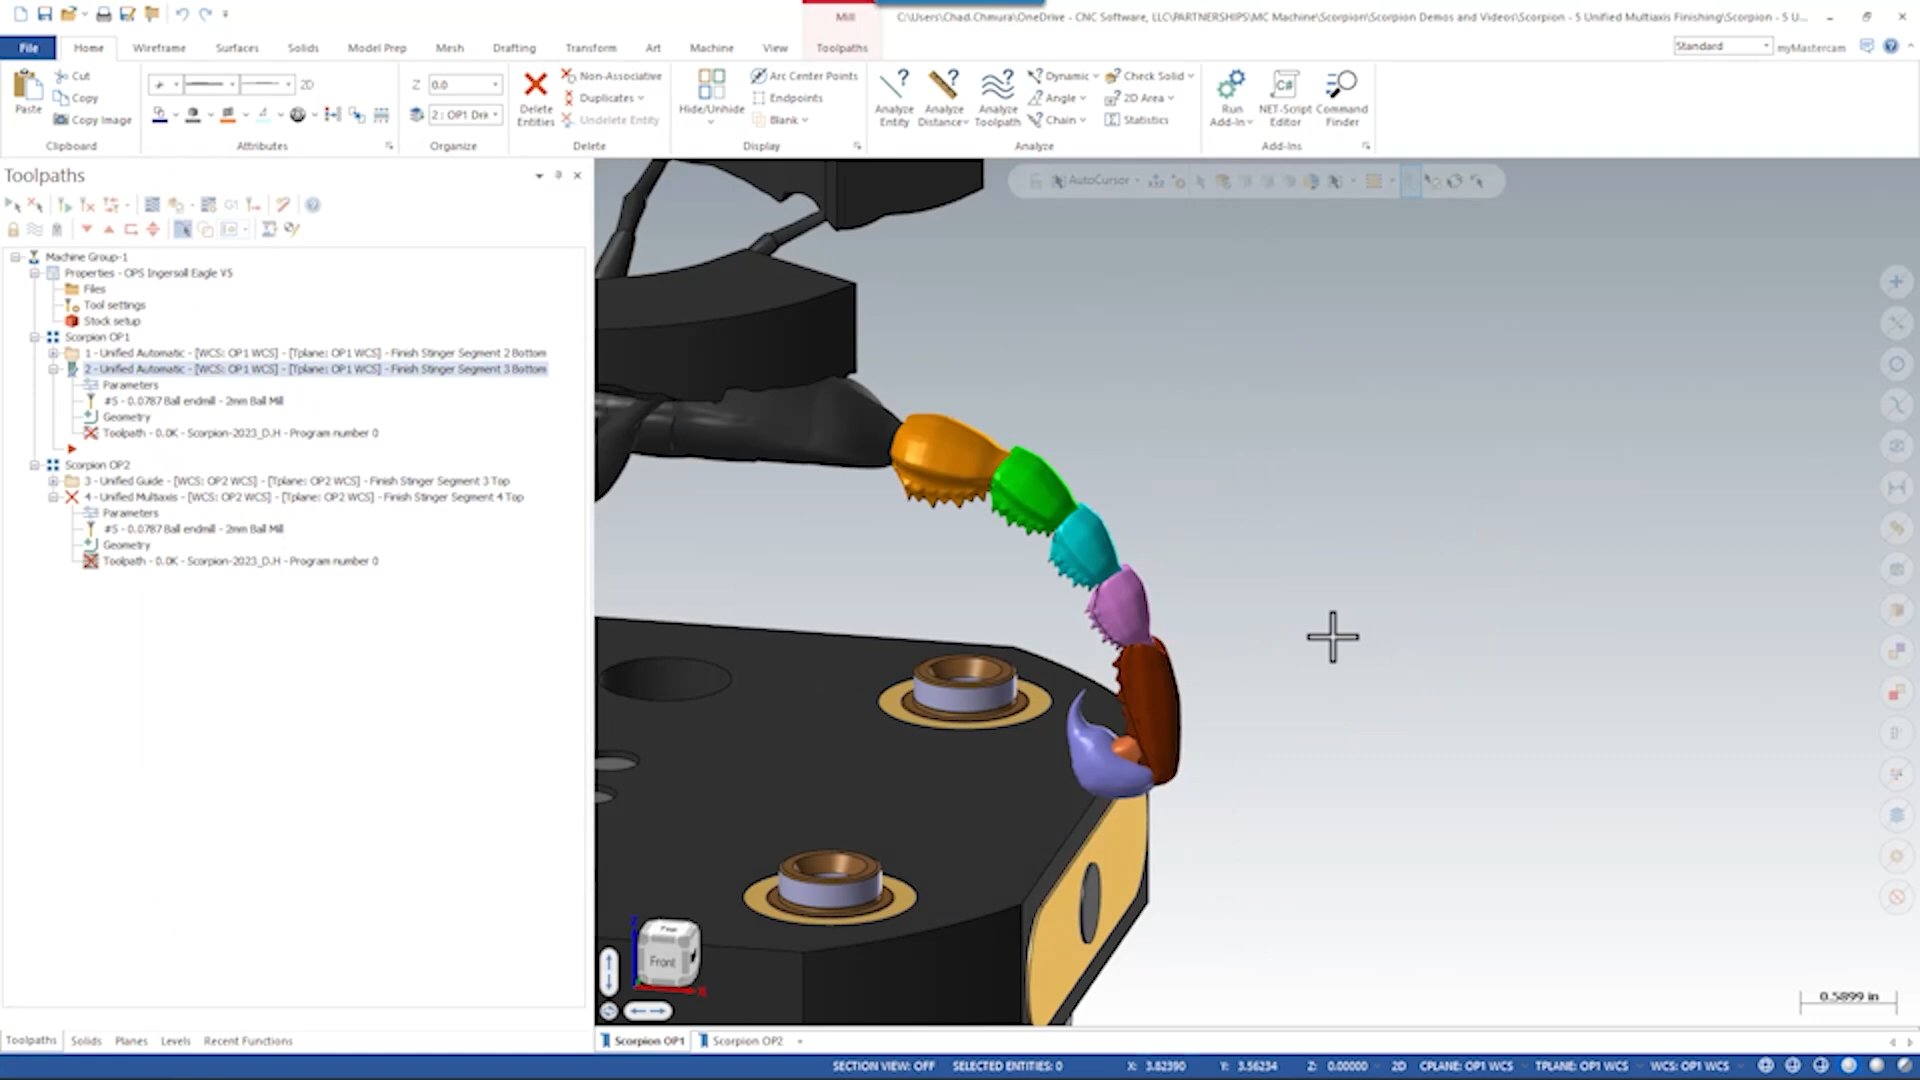 Mill
C:\Users\Chad.Chmura\OneDrive - CNC Software, LLC\PARTNERSHIPS\MC Machine\Scorpion\Scorpion Demos and Videos\Scorpion - 5 Unified Multiaxis Finishing\Scorpion - 5 U...
File Home Wireframe Surfaces Solids Model Prep Mesh Drafting Transform Art Machine View Toolpaths
Standard myMastercam
Paste
Cut
Copy
Copy Image
Clipboard
2D
Attributes
Z 0.0
2 : OP1 Dri
Organize
Delete Entities
Non-Associative
Duplicates
Undelete Entity
Delete
Hide/Unhide
Arc Center Points
Endpoints
Blank
Display
Analyze Entity
Analyze Distance
Analyze Toolpath
Dynamic
Angle
Chain
Check Solid
2D Area
Statistics
Analyze
Run Add-In
NET-Script Editor
Command Finder
Add-Ins
Toolpaths
AutoCursor
G1
Machine Group-1
Properties - OPS Ingersoll Eagle V5
Files
Tool settings
Stock setup
Scorpion OP1
1 - Unified Automatic - [WCS: OP1 WCS] - [Tplane: OP1 WCS] - Finish Stinger Segment 2 Bottom
2 - Unified Automatic - [WCS: OP1 WCS] - [Tplane: OP1 WCS] - Finish Stinger Segment 3 Bottom
Parameters
#5 - 0.0787 Ball endmill - 2mm Ball Mill
Geometry
Toolpath - 0.0K - Scorpion-2023_D.H - Program number 0
Scorpion OP2
3 - Unified Guide - [WCS: OP2 WCS] - [Tplane: OP2 WCS] - Finish Stinger Segment 3 Top
4 - Unified Multiaxis - [WCS: OP2 WCS] - [Tplane: OP2 WCS] - Finish Stinger Segment 4 Top
Parameters
#5 - 0.0787 Ball endmill - 2mm Ball Mill
Geometry
Toolpath - 0.0K - Scorpion-2023_D.H - Program number 0
Front
X
0.5899 in
Toolpaths Solids Planes Levels Recent Functions
Scorpion OP1 Scorpion OP2
SECTION VIEW: OFF SELECTED ENTITIES: 0 X: 3.82390 Y: 3.56234 Z: 0.00000 2D CPLANE: OP1 WCS TPLANE: OP1 WCS WCS: OP1 WCS